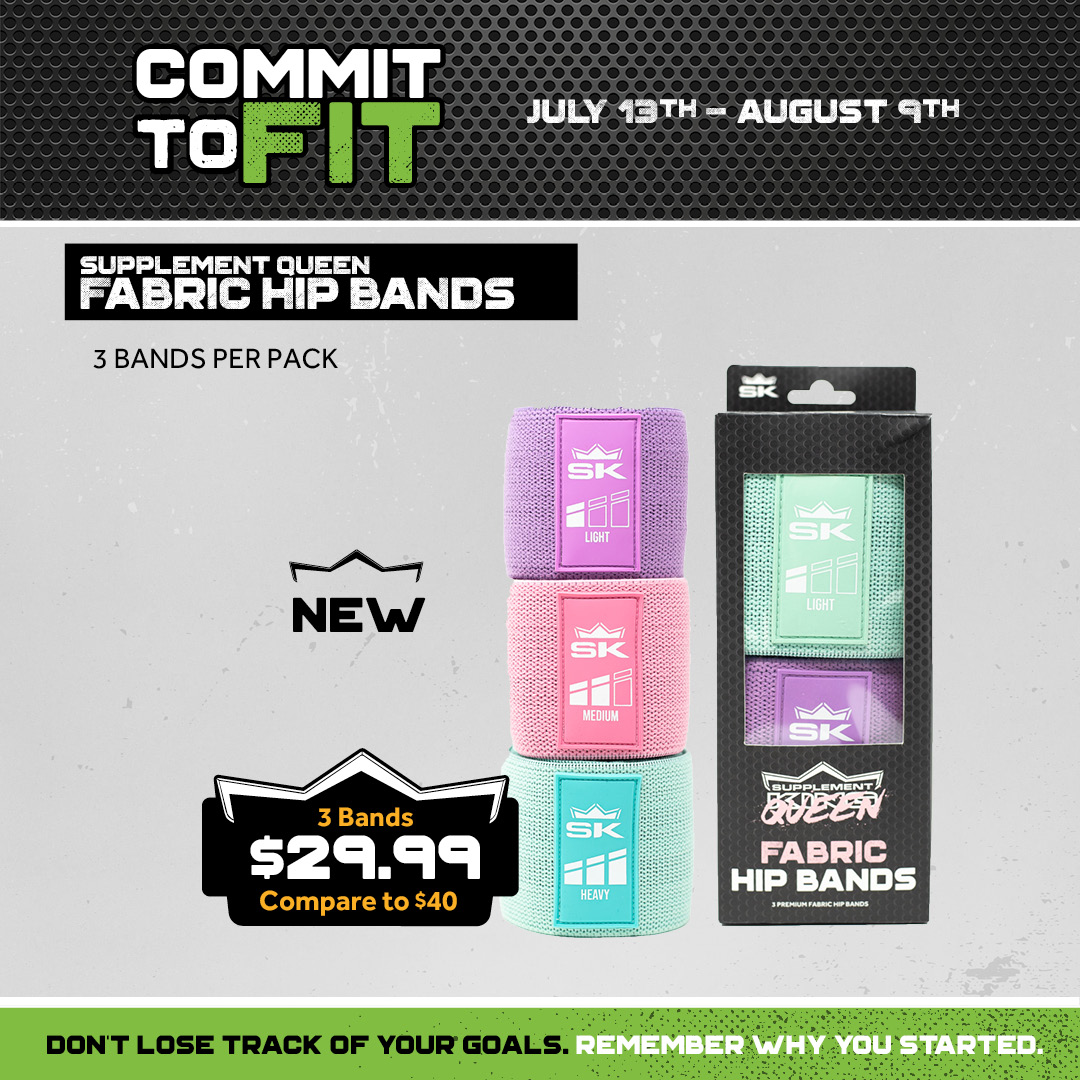 COMMIT
TO FIT
JULY 13TH – AUGUST 9TH
SUPPLEMENT QUEEN
FABRIC HIP BANDS
3 BANDS PER PACK
SK
LIGHT
SK
MEDIUM
SK
HEAVY
SK
SK
LIGHT
SK
SUPPLEMENT
QUEEN
FABRIC
HIP BANDS
3 PREMIUM FABRIC HIP BANDS
NEW
3 Bands
$29.99
Compare to $40
DON'T LOSE TRACK OF YOUR GOALS. REMEMBER WHY YOU STARTED.